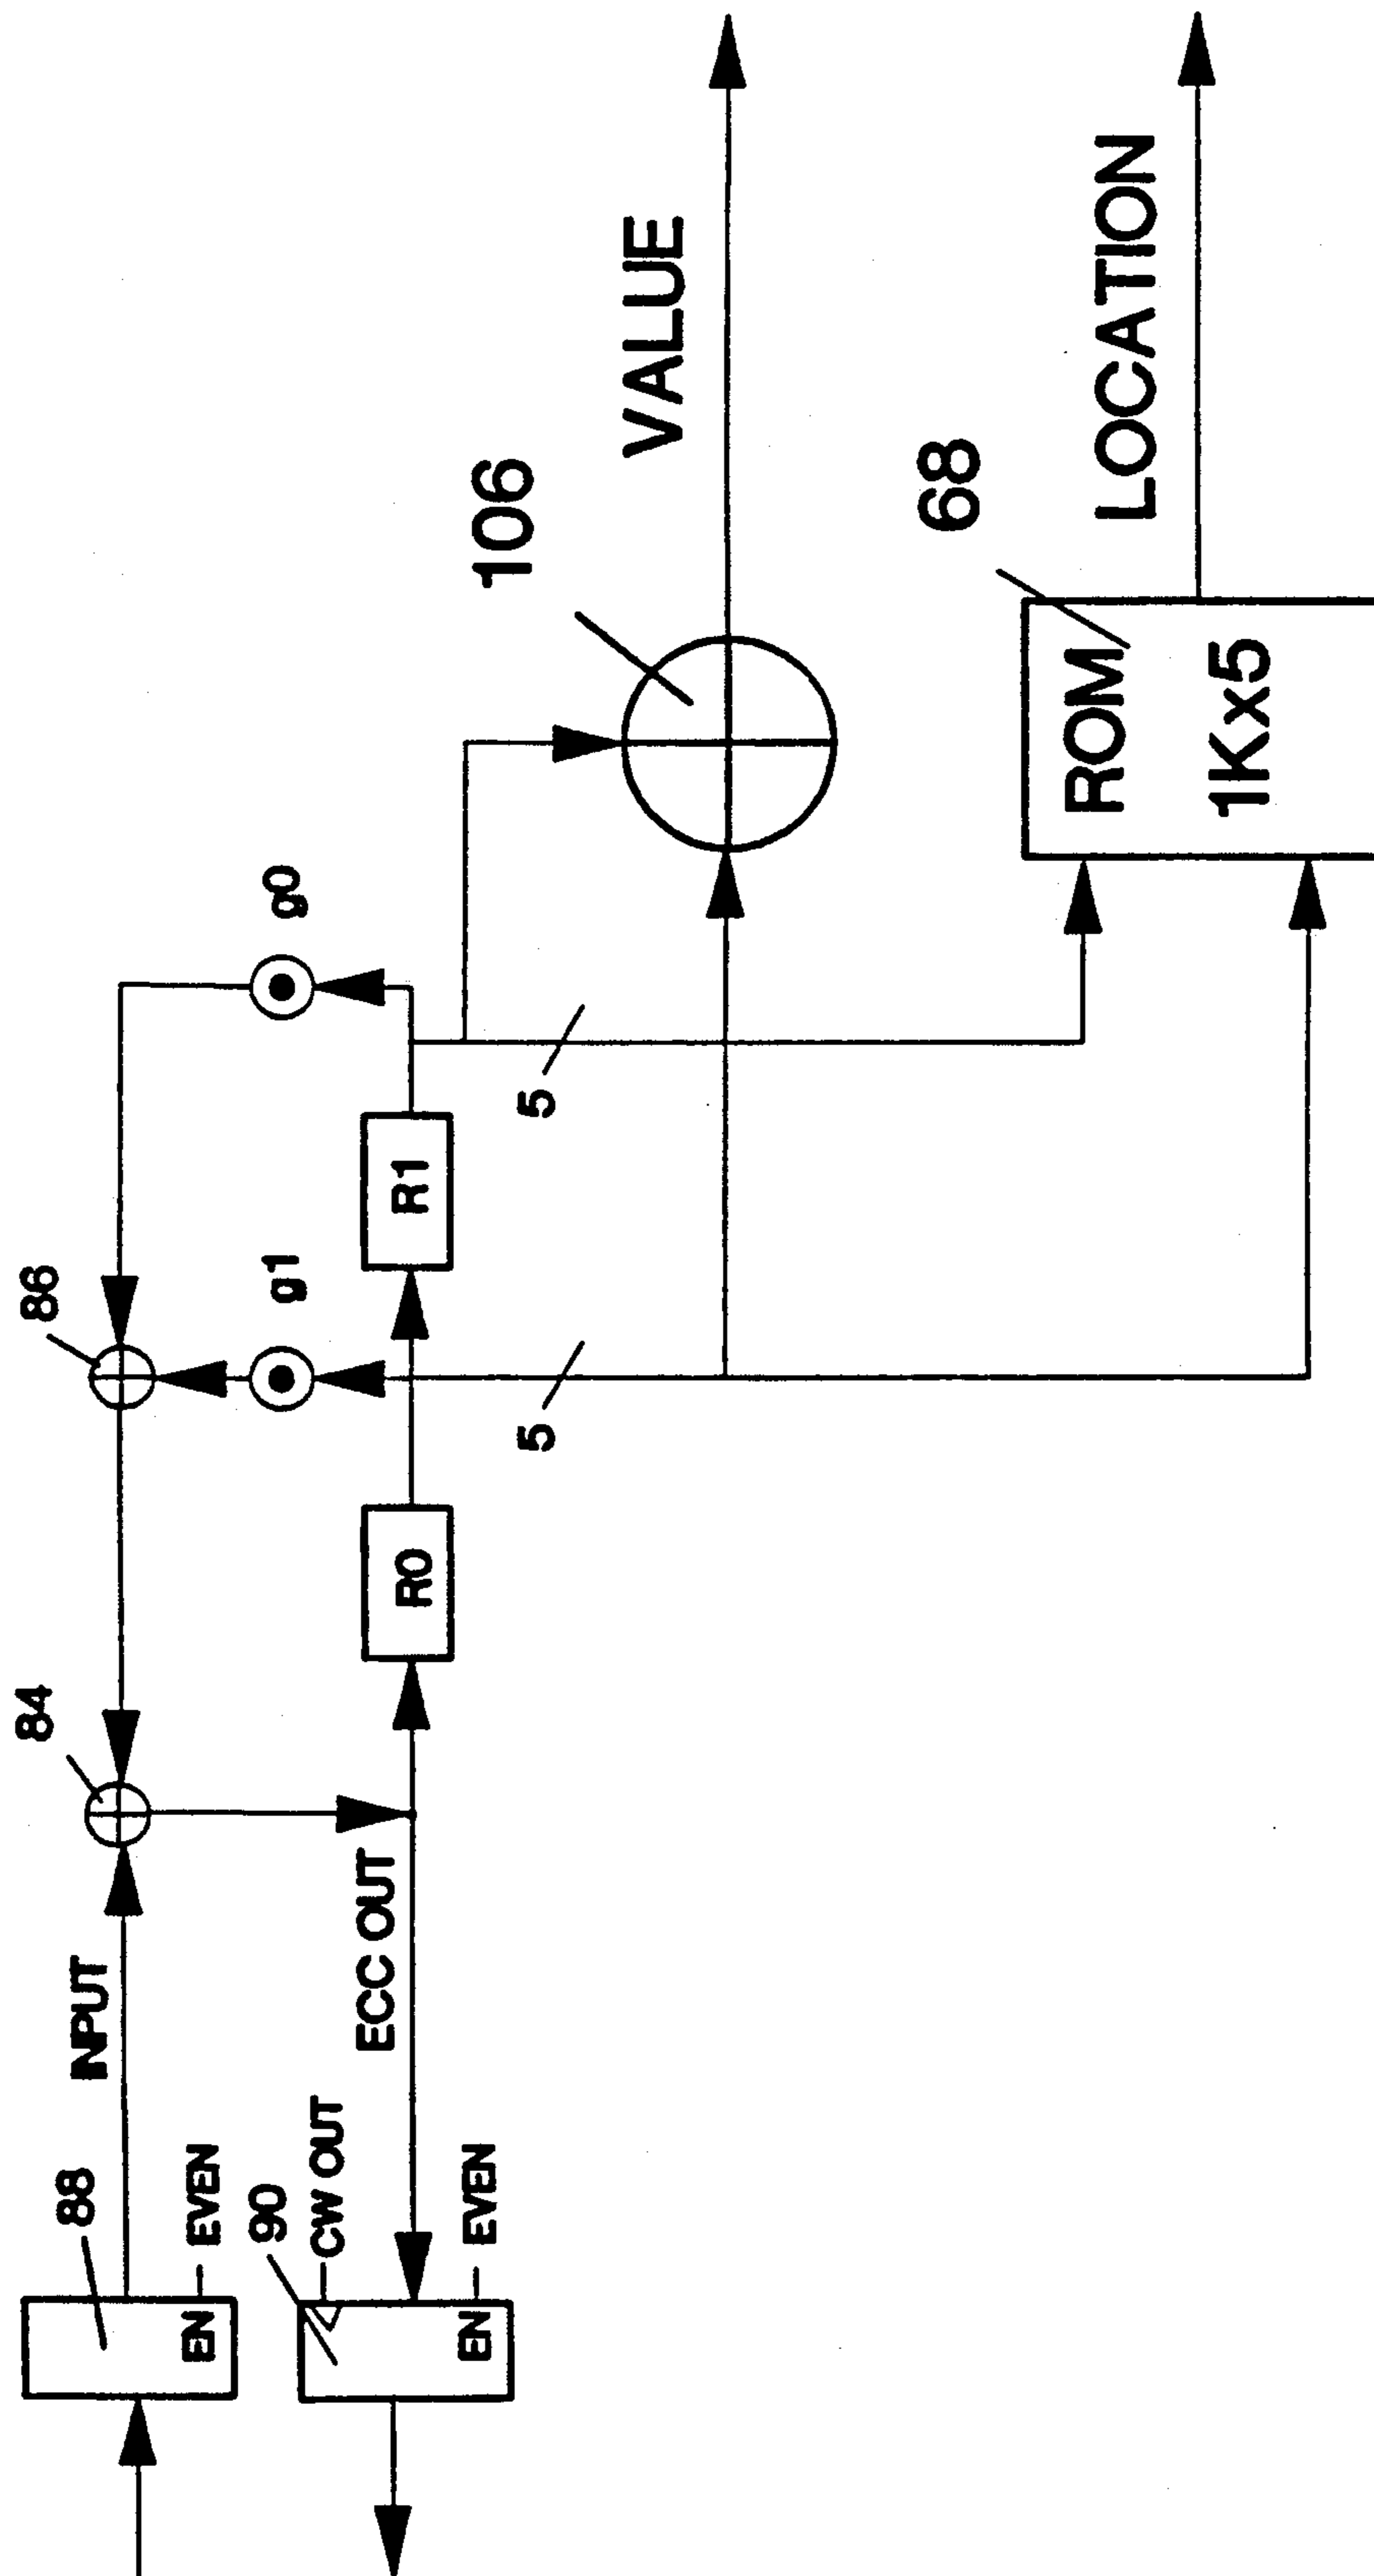 88
INPUT
84
86
EN
EVEN
g1
g0
90
CW OUT
ECC OUT
R0
R1
EN
EVEN
5
5
106
VALUE
68
ROM
1Kx5
LOCATION